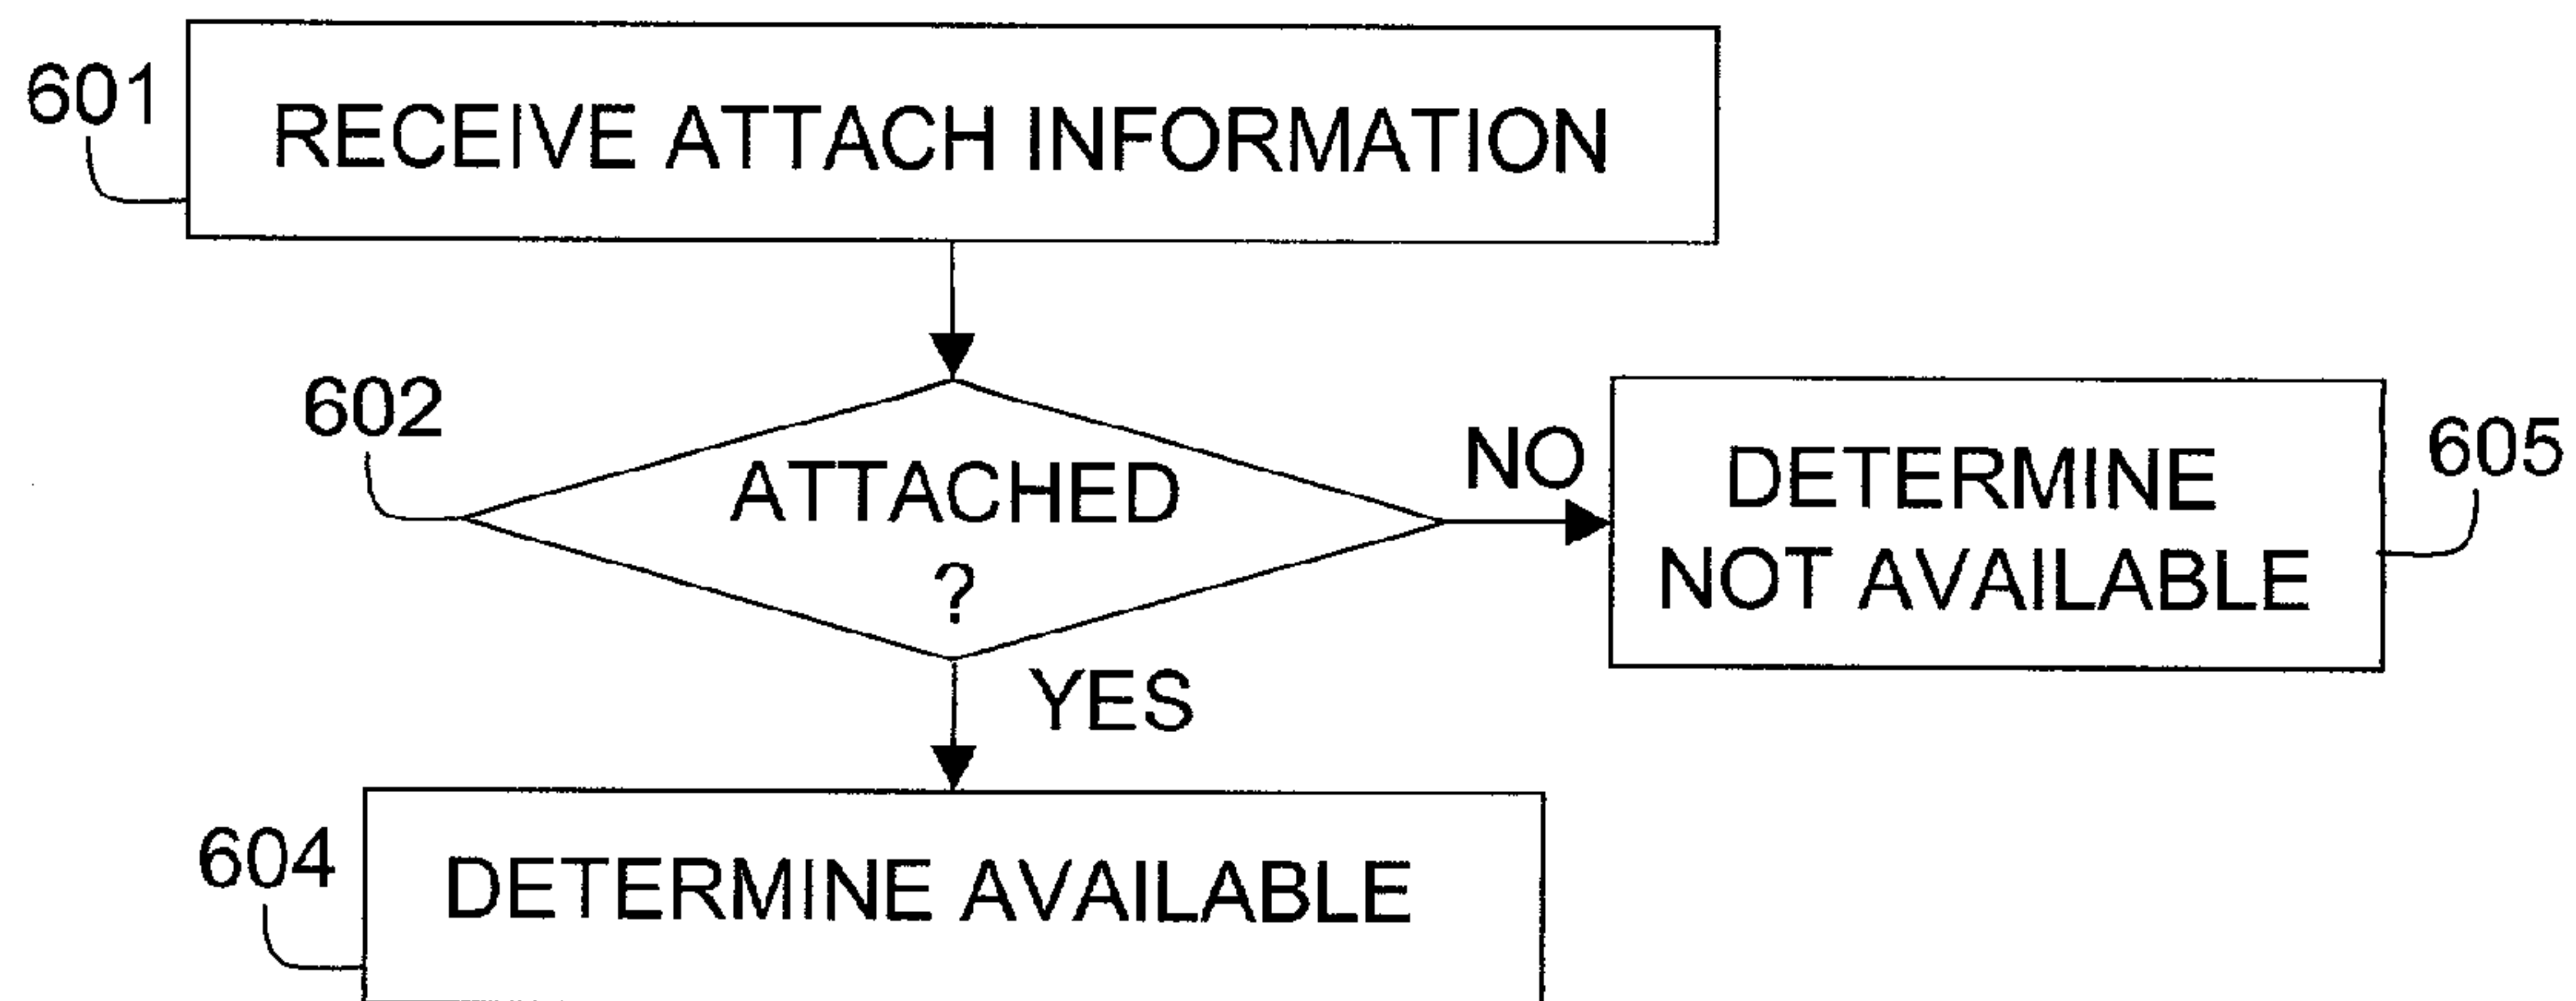 601
RECEIVE ATTACH INFORMATION
602
ATTACHED
?
NO
DETERMINE
NOT AVAILABLE
605
YES
604
DETERMINE AVAILABLE